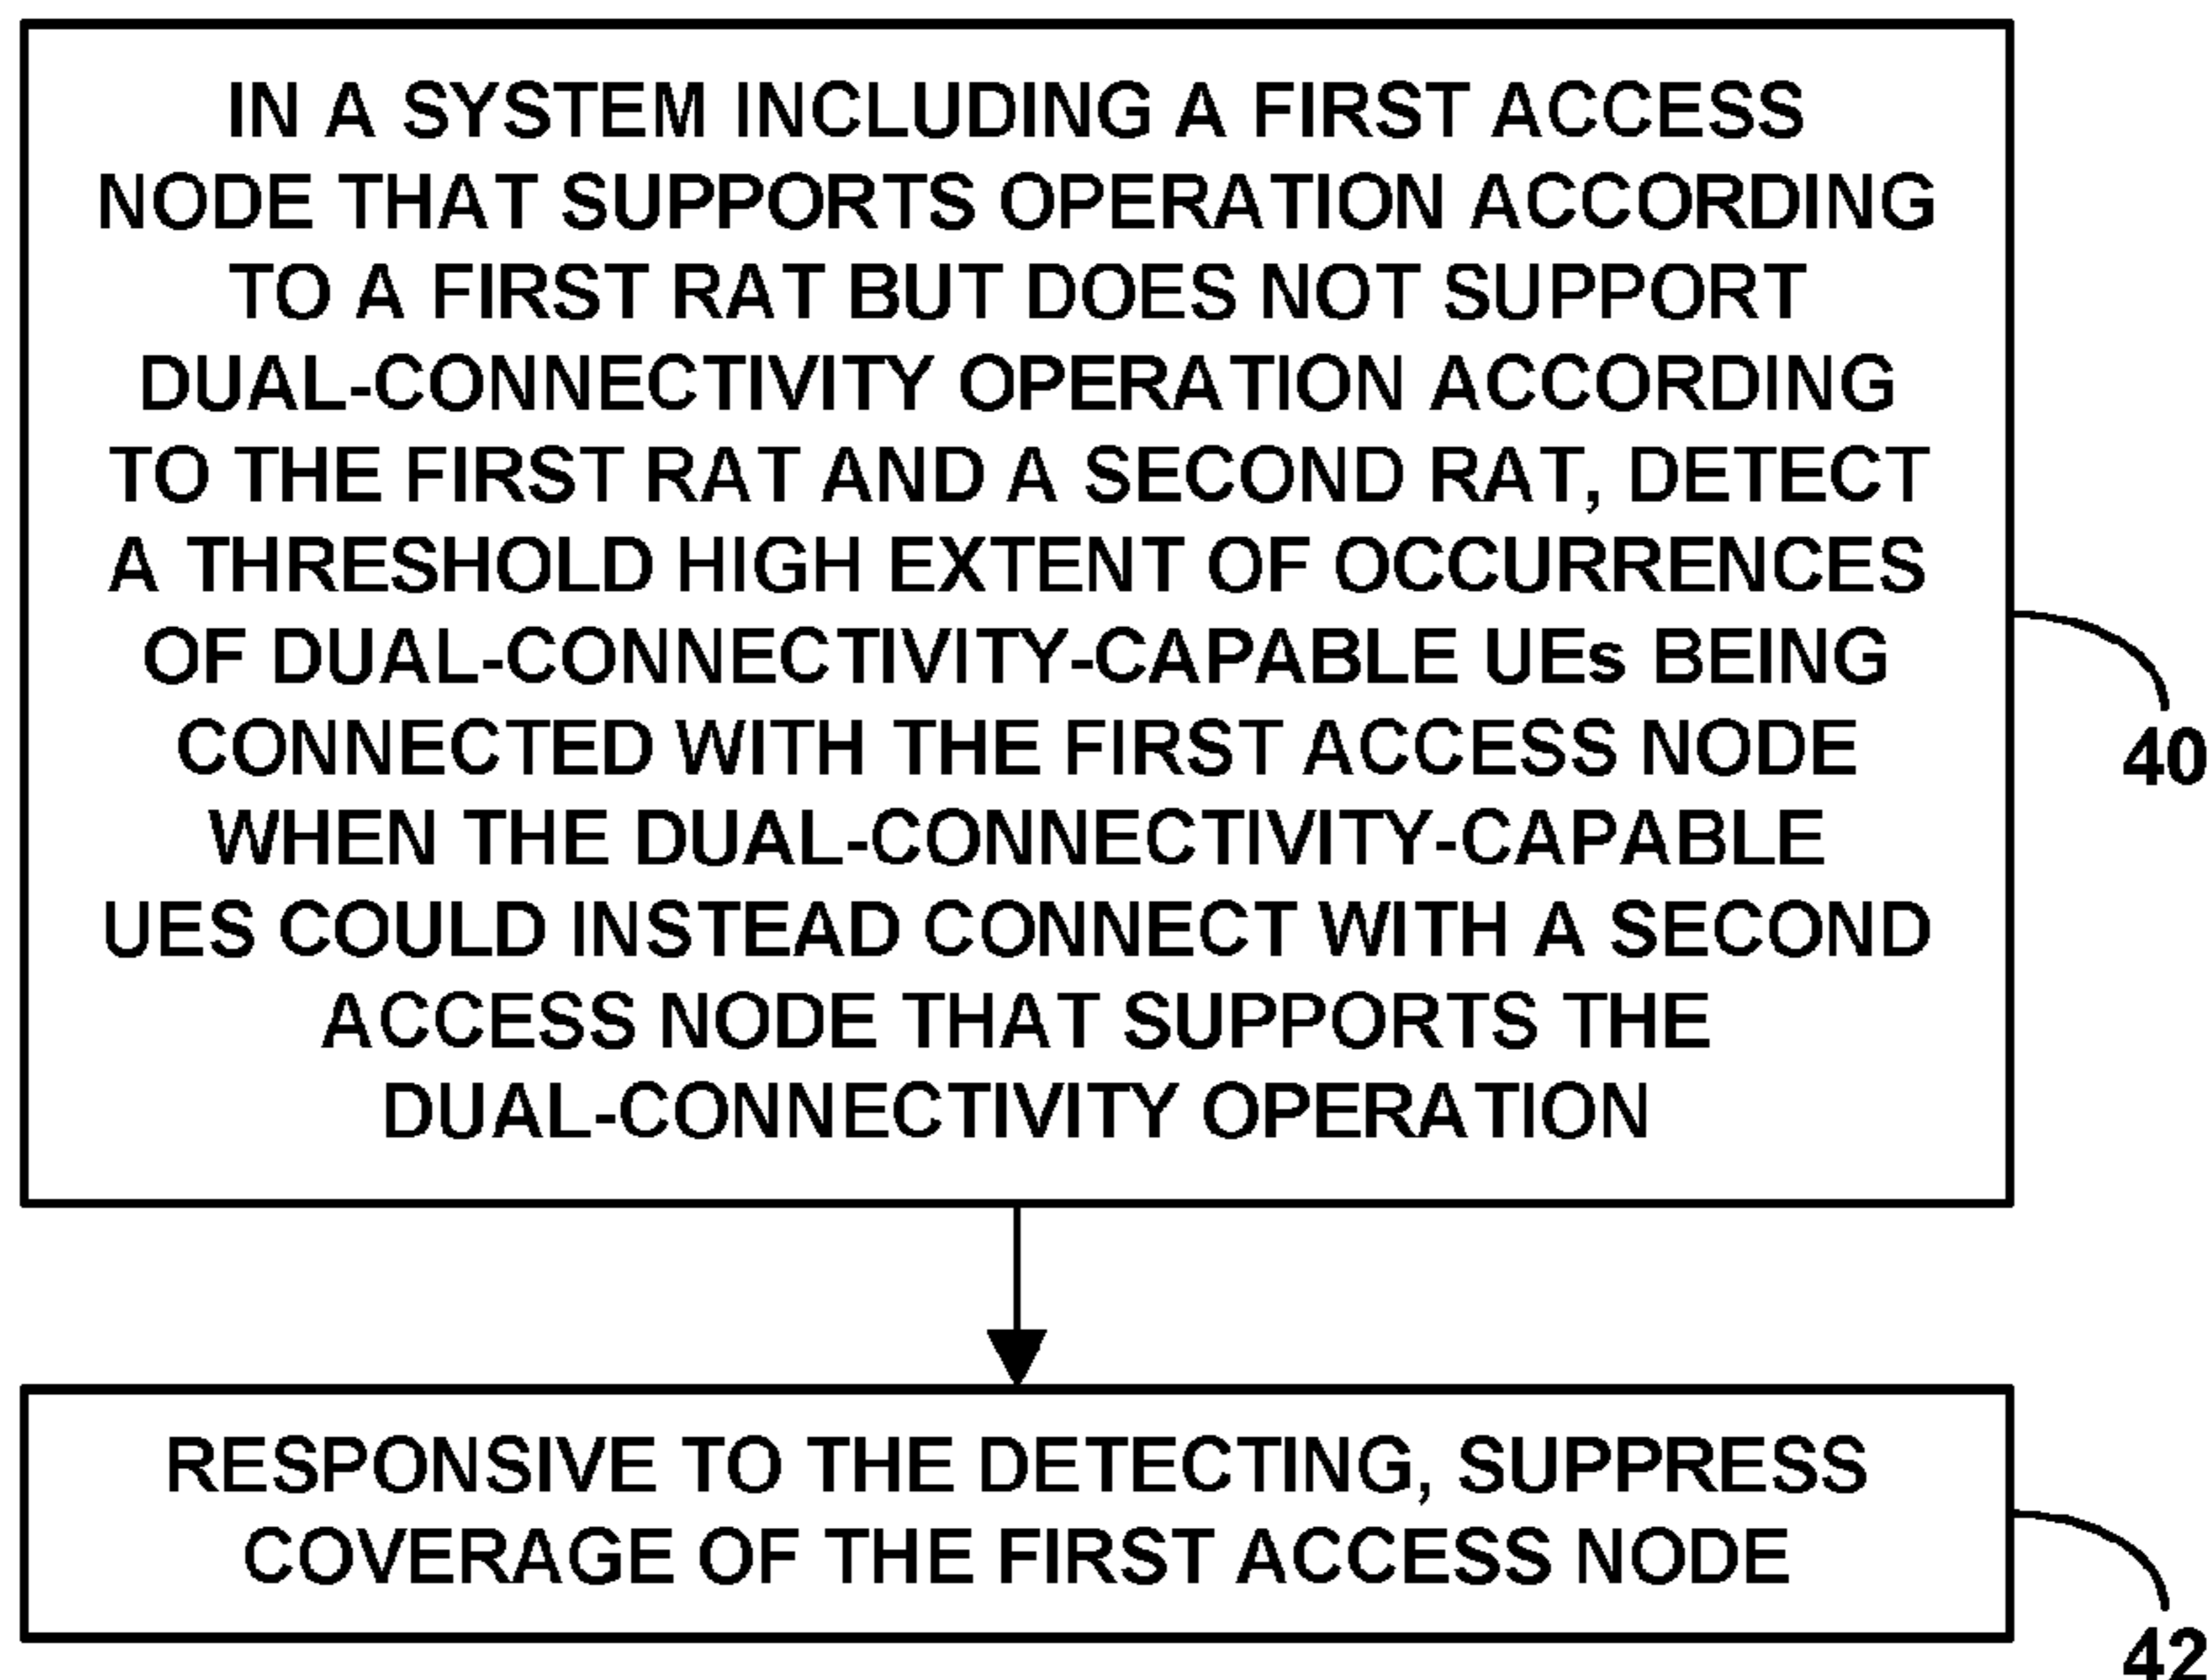 IN A SYSTEM INCLUDING A FIRST ACCESS
NODE THAT SUPPORTS OPERATION ACCORDING
TO A FIRST RAT BUT DOES NOT SUPPORT
DUAL-CONNECTIVITY OPERATION ACCORDING
TO THE FIRST RAT AND A SECOND RAT, DETECT
A THRESHOLD HIGH EXTENT OF OCCURRENCES
OF DUAL-CONNECTIVITY-CAPABLE UEs BEING
CONNECTED WITH THE FIRST ACCESS NODE
WHEN THE DUAL-CONNECTIVITY-CAPABLE
UES COULD INSTEAD CONNECT WITH A SECOND
ACCESS NODE THAT SUPPORTS THE
DUAL-CONNECTIVITY OPERATION
40
RESPONSIVE TO THE DETECTING, SUPPRESS
COVERAGE OF THE FIRST ACCESS NODE
42